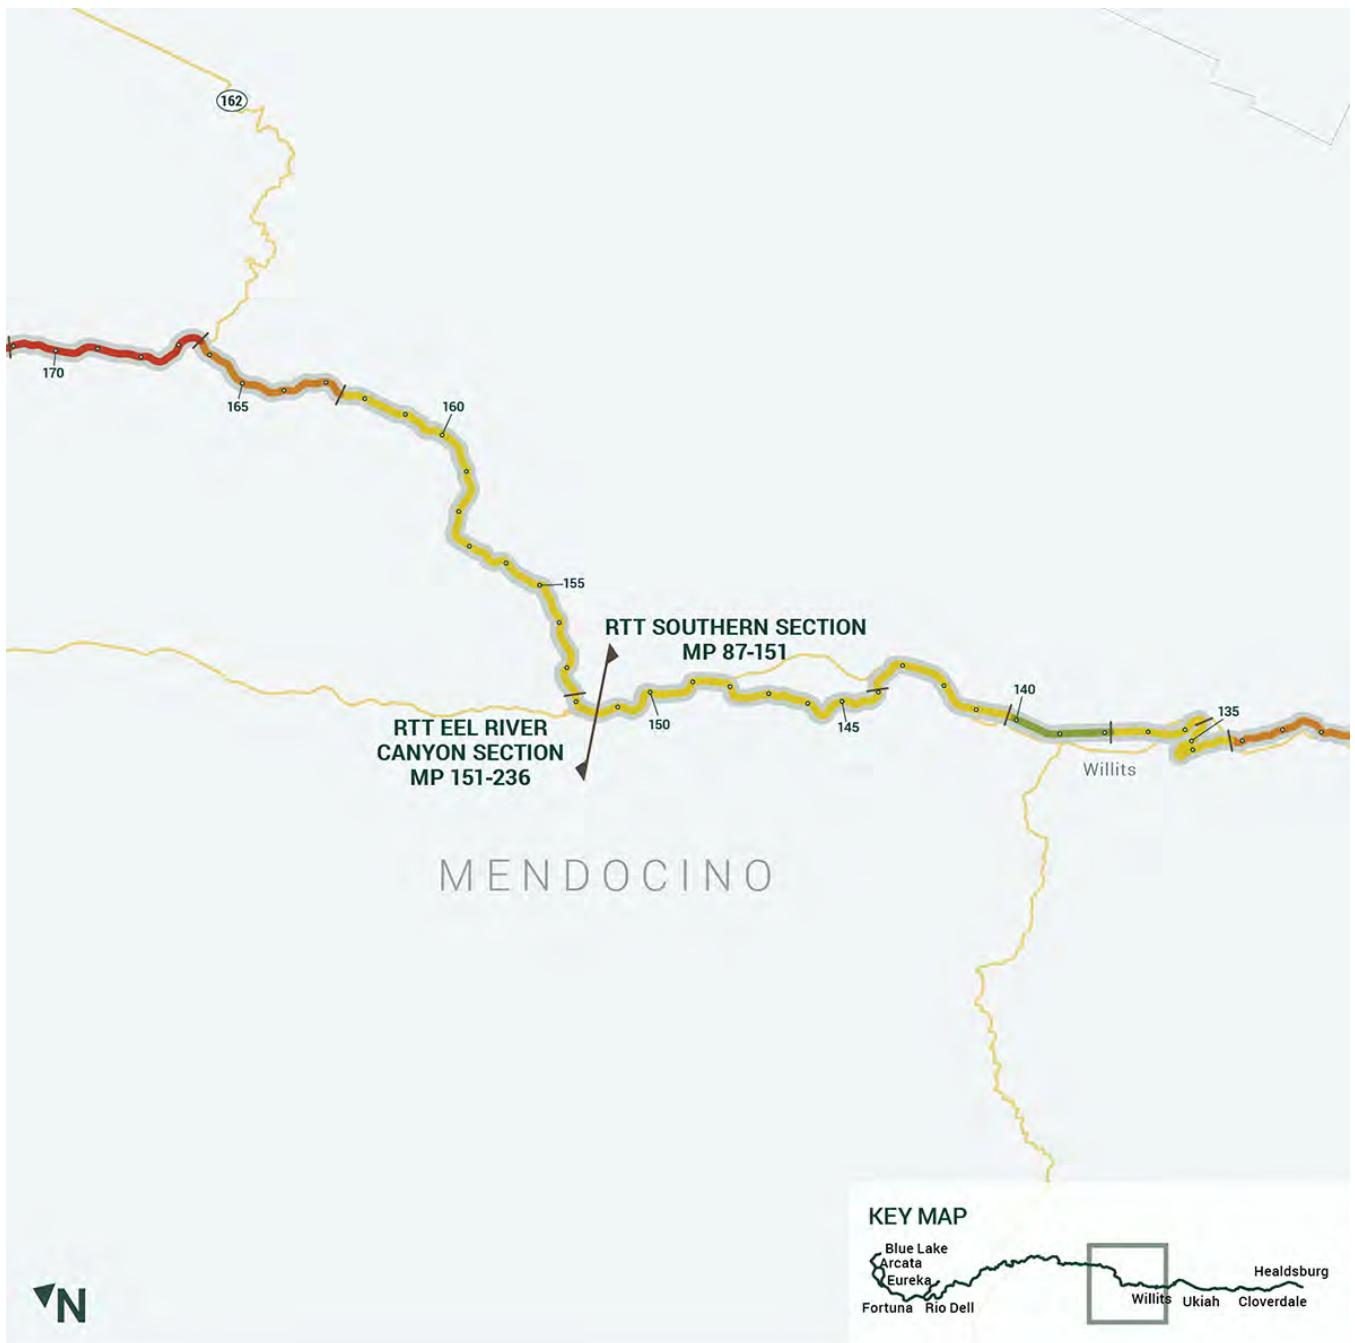 162
170
165
160
155
RTT SOUTHERN SECTION
MP 87-151
150
145
140
135
RTT EEL RIVER
CANYON SECTION
MP 151-236
Willits
MENDOCINO
KEY MAP
Blue Lake
Arcata
Eureka
Fortuna
Rio Dell
Willits
Ukiah
Cloverdale
Healdsburg
N